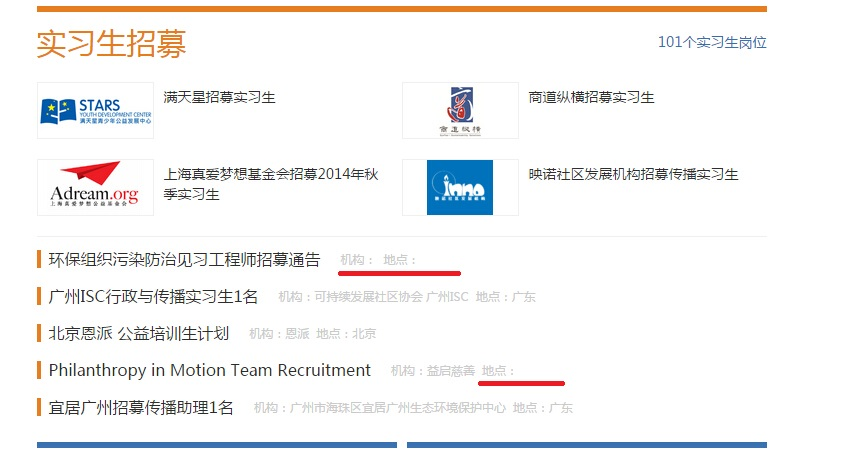 实习生招募
101个实习生岗位
STARS
YOUTH DEVELOPMENT CENTER
满天星青少年公益发展中心
满天星招募实习生
商道纵横
商道纵横招募实习生
Adream.org
上海真爱梦想公益基金会
上海真爱梦想基金会招募2014年秋
季实习生
inno
映诺社区发展机构招募传播实习生
环保组织污染防治见习工程师招募通告 机构： 地点：
广州ISC行政与传播实习生1名 机构：可持续发展社区协会 广州ISC 地点：广东
北京恩派 公益培训生计划 机构：恩派 地点：北京
Philanthropy in Motion Team Recruitment 机构：益启慈善 地点：
宜居广州招募传播助理1名 机构：广州市海珠区宜居广州生态环境保护中心 地点：广东